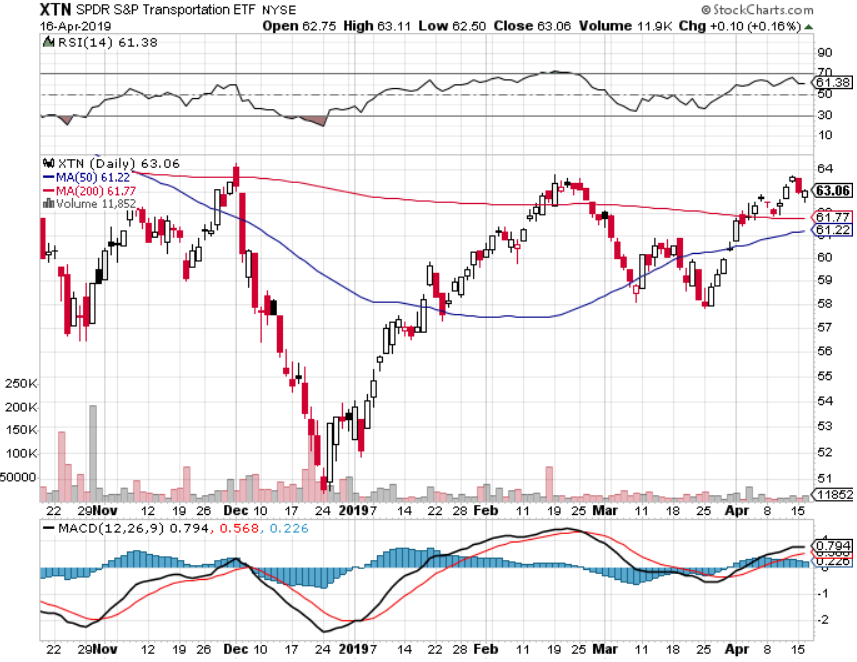 XTN SPDR S&P Transportation ETF NYSE
© StockCharts.com
16-Apr-2019
Open 62.75 High 63.11 Low 62.50 Close 63.06 Volume 11.9K Chg +0.10 (+0.16%)
RSI(14) 61.38
90
70
61.38
50
30
10
XTN (Daily) 63.06
MA(50) 61.22
MA(200) 61.77
Volume 11,852
64
63.06
61.77
61.22
60
59
58
57
56
55
54
53
52
51
250K
200K
150K
100K
50000
11852
22 29 Nov 12 19 26 Dec 10 17 24 2019 7 14 22 28 Feb 11 19 25 Mar 11 18 25 Apr 8 15
MACD(12,26,9) 0.794, 0.568, 0.226
0.794
0.568
0.226
-1
-2
22 29 Nov 12 19 26 Dec 10 17 24 2019 7 14 22 28 Feb 11 19 25 Mar 11 18 25 Apr 8 15